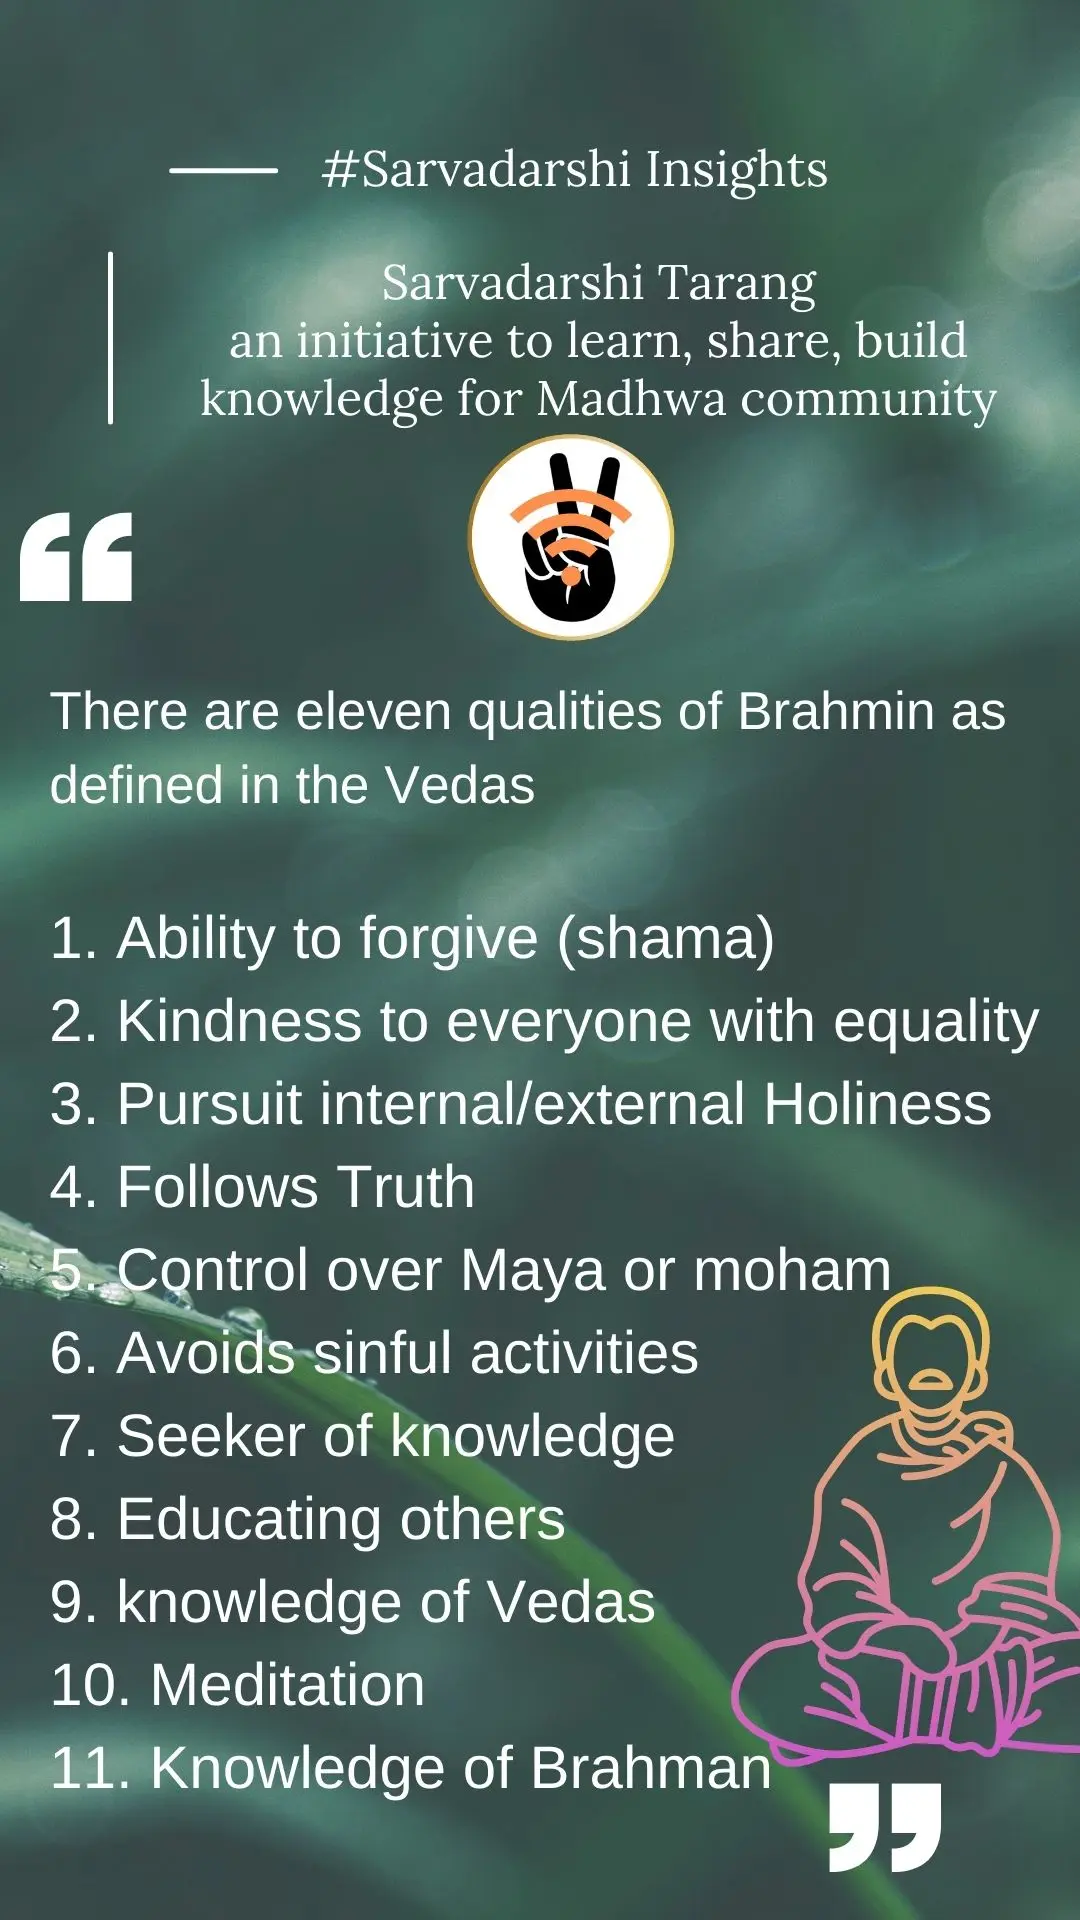 #Sarvadarshi Insights
Sarvadarshi Tarang
an initiative to learn, share, build
knowledge for Madhwa community
“
There are eleven qualities of Brahmin as
defined in the Vedas
1. Ability to forgive (shama)
2. Kindness to everyone with equality
3. Pursuit internal/external Holiness
4. Follows Truth
5. Control over Maya or moham
6. Avoids sinful activities
7. Seeker of knowledge
8. Educating others
9. knowledge of Vedas
10. Meditation
11. Knowledge of Brahman
”